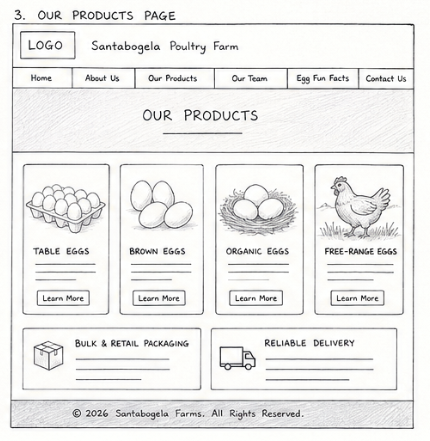 3. OUR PRODUCTS PAGE
LOGO Santabogela Poultry Farm
Home About Us Our Products Our Team Egg Fun Facts Contact Us
OUR PRODUCTS
TABLE EGGS BROWN EGGS ORGANIC EGGS FREE-RANGE EGGS
Learn More Learn More Learn More Learn More
BULK & RETAIL PACKAGING RELIABLE DELIVERY
© 2026 Santabogela Farms. All Rights Reserved.